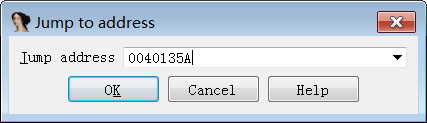 Jump to address
Jump address 0040135A
OK Cancel Help